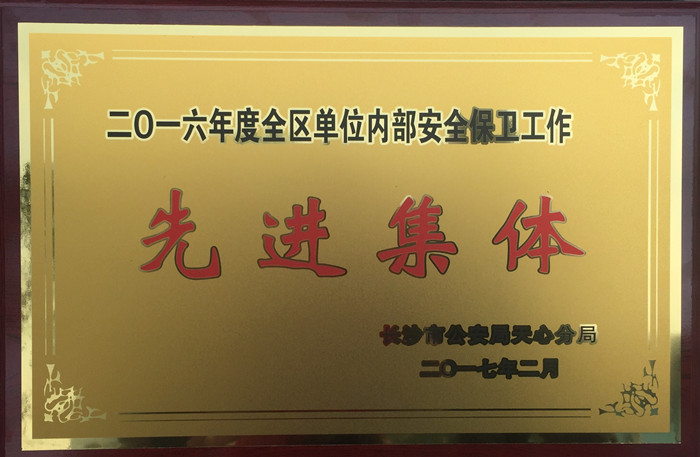 二〇一六年度全区单位内部安全保卫工作
先进集体
长沙市公安局天心分局
二〇一七年二月